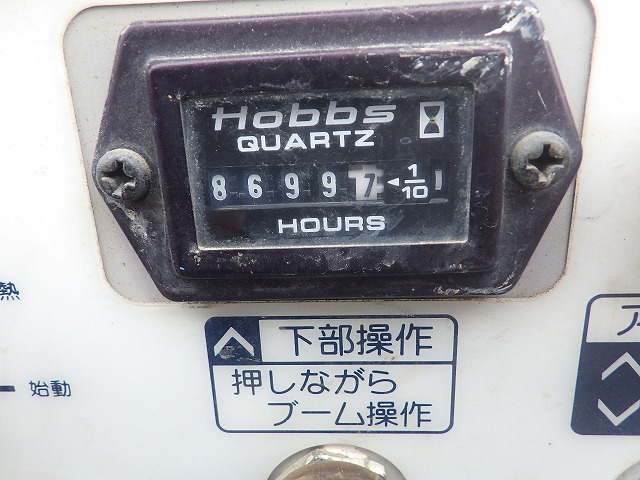 Hobbs
QUARTZ
86997 1/10
HOURS
熱
始動
下部操作
押しながら
ブーム操作